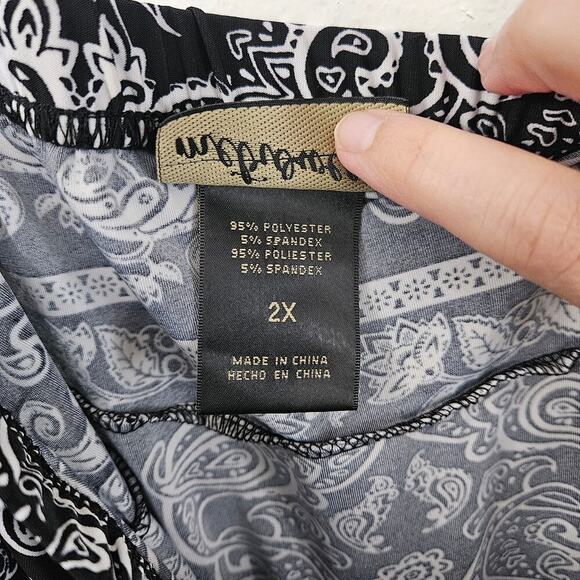 95% POLYESTER
5% SPANDEX
95% POLIESTER
5% SPANDEX
2X
MADE IN CHINA
HECHO EN CHINA